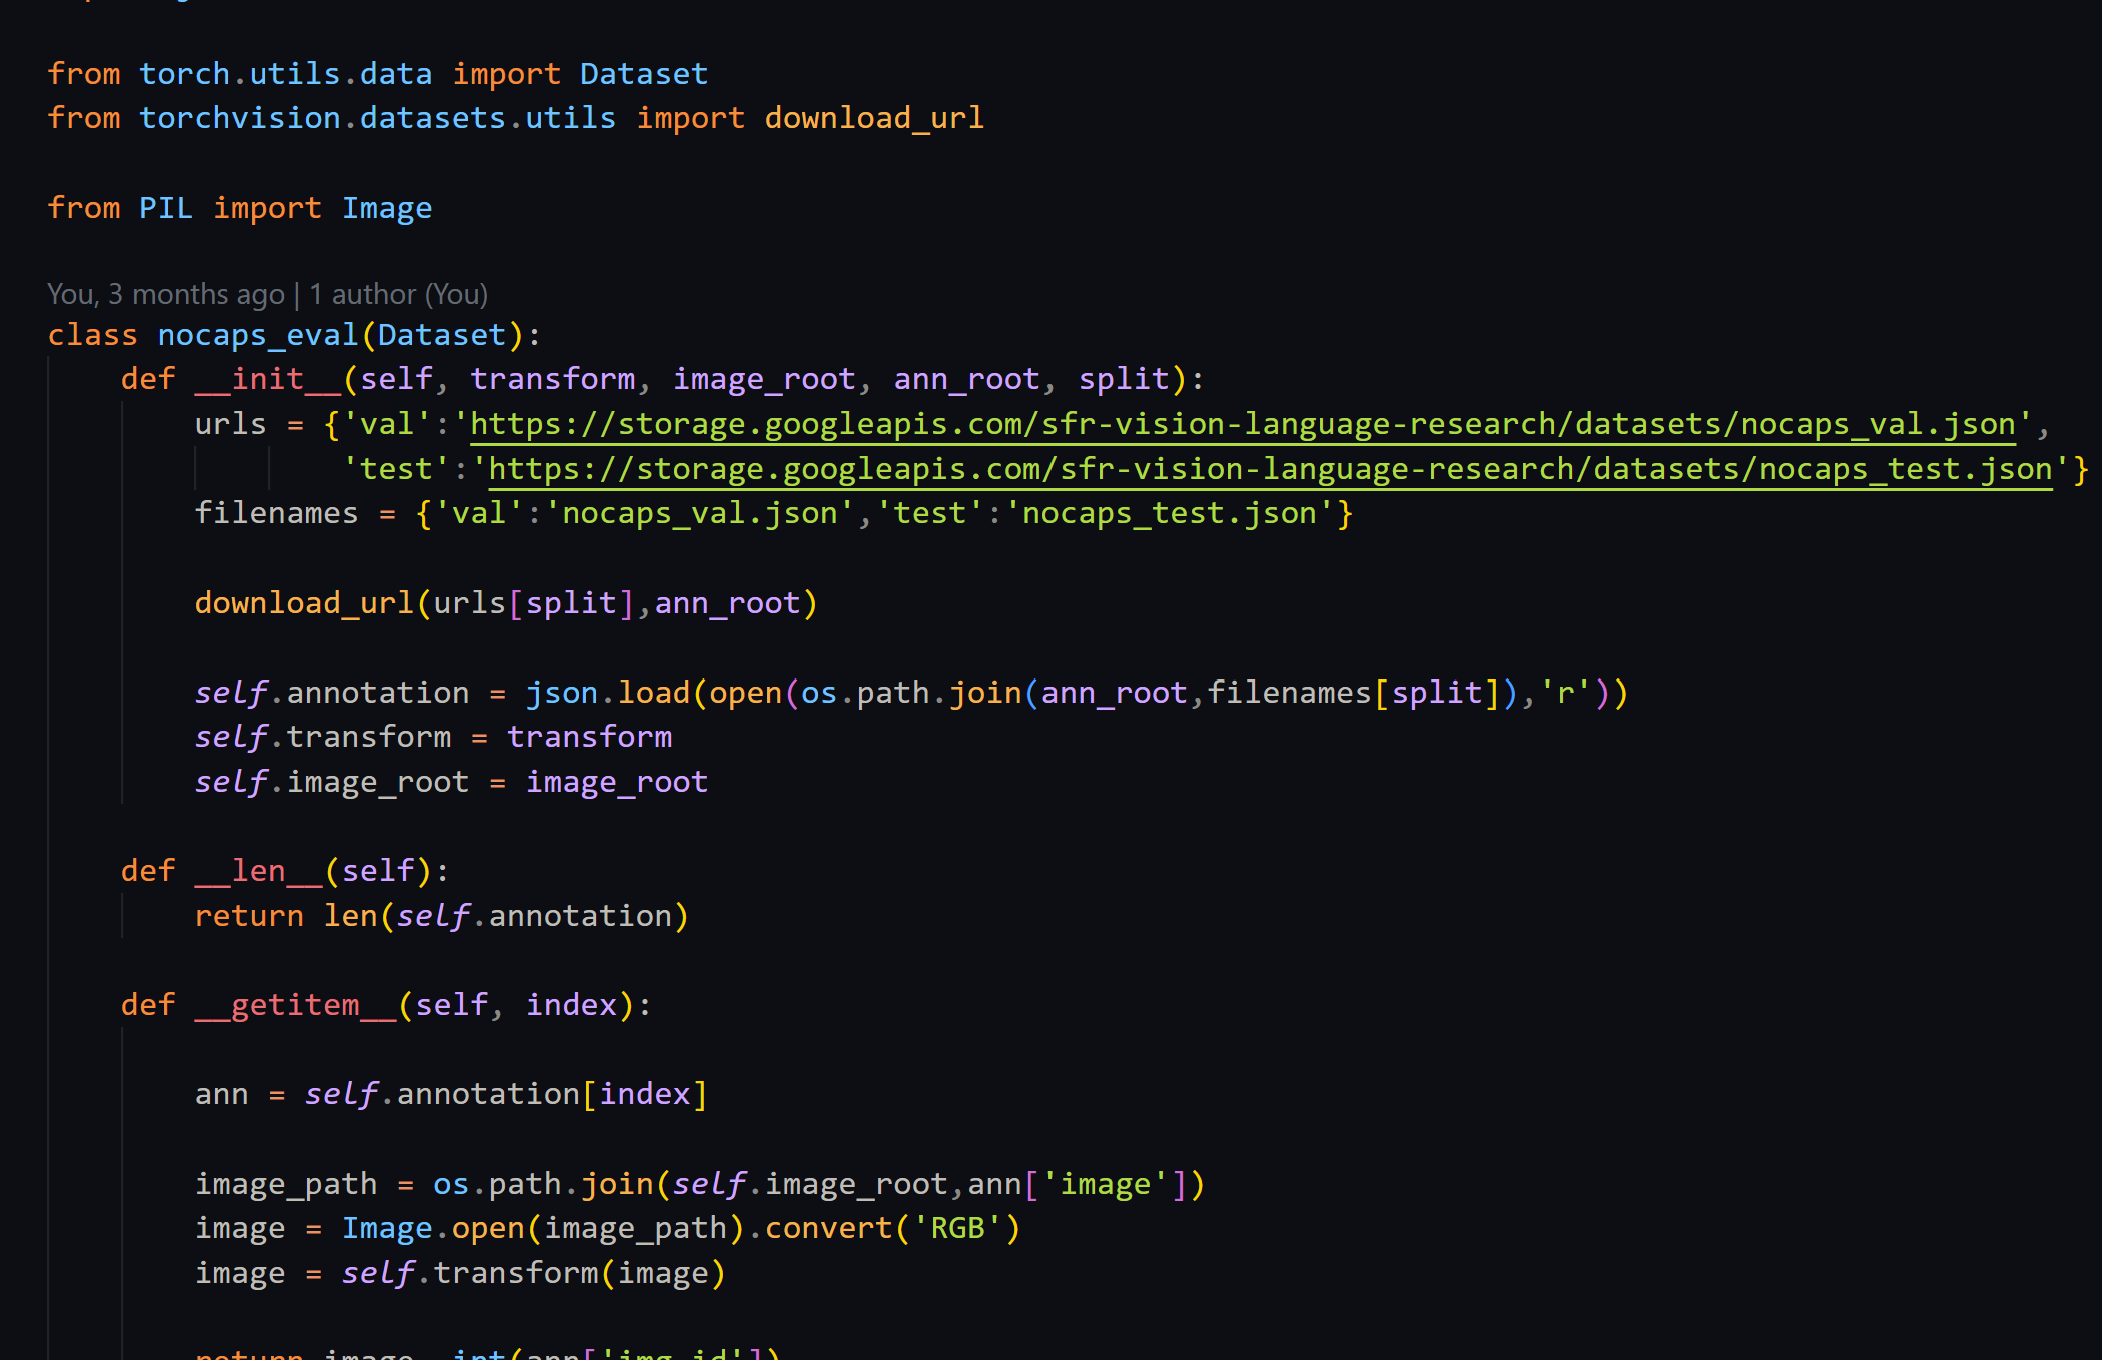 from torch.utils.data import Dataset
from torchvision.datasets.utils import download_url
from PIL import Image
You, 3 months ago | 1 author (You)
class nocaps_eval(Dataset):
def __init__(self, transform, image_root, ann_root, split):
urls = {'val':'https://storage.googleapis.com/sfr-vision-language-research/datasets/nocaps_val.json',
'test':'https://storage.googleapis.com/sfr-vision-language-research/datasets/nocaps_test.json'}
filenames = {'val':'nocaps_val.json','test':'nocaps_test.json'}
download_url(urls[split],ann_root)
self.annotation = json.load(open(os.path.join(ann_root,filenames[split]),'r'))
self.transform = transform
self.image_root = image_root
def __len__(self):
return len(self.annotation)
def __getitem__(self, index):
ann = self.annotation[index]
image_path = os.path.join(self.image_root,ann['image'])
image = Image.open(image_path).convert('RGB')
image = self.transform(image)
return image, int(ann['img_id'])